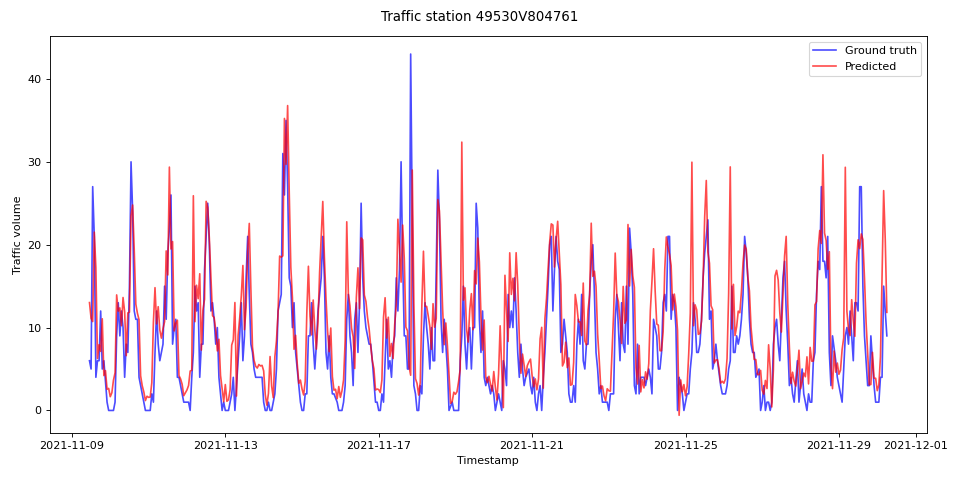 Traffic station 49530V804761
Ground truth
Predicted
Traffic volume
40
30
20
10
0
2021-11-09 2021-11-13 2021-11-17 2021-11-21 2021-11-25 2021-11-29 2021-12-01
Timestamp